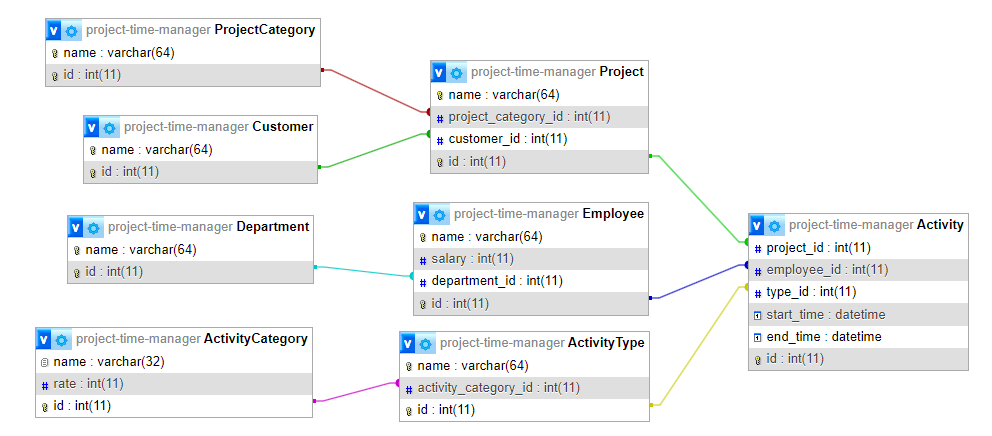 project-time-manager ProjectCategory
name : varchar(64)
id : int(11)
project-time-manager Customer
name : varchar(64)
id : int(11)
project-time-manager Department
name : varchar(64)
id : int(11)
project-time-manager ActivityCategory
name : varchar(32)
rate : int(11)
id : int(11)
project-time-manager Project
name : varchar(64)
project_category_id : int(11)
customer_id : int(11)
id : int(11)
project-time-manager Employee
name : varchar(64)
salary : int(11)
department_id : int(11)
id : int(11)
project-time-manager ActivityType
name : varchar(64)
activity_category_id : int(11)
id : int(11)
project-time-manager Activity
project_id : int(11)
employee_id : int(11)
type_id : int(11)
start_time : datetime
end_time : datetime
id : int(11)